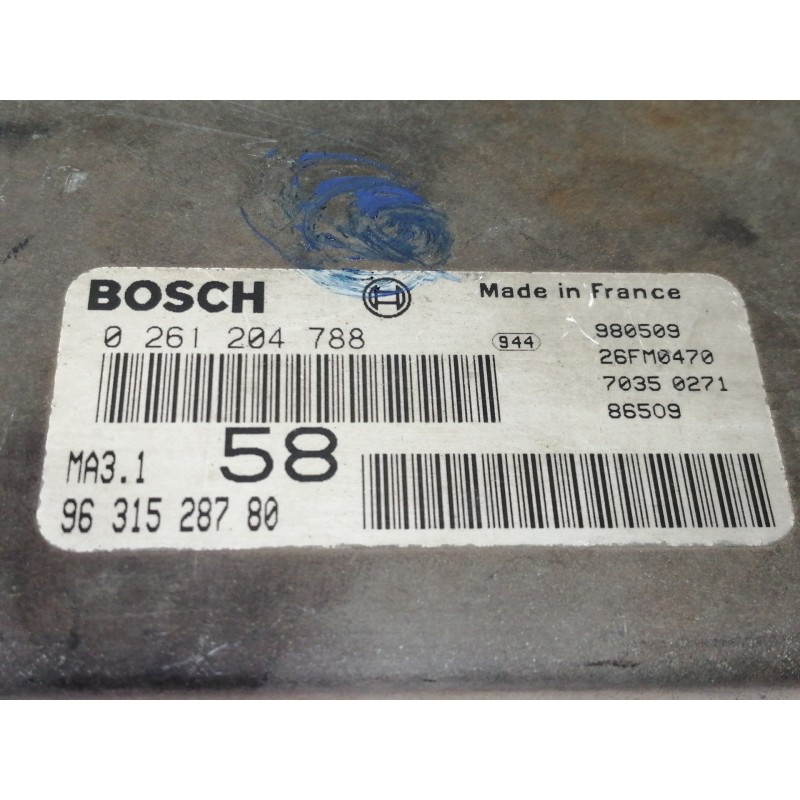 BOSCH
Made in France
0 261 204 788
944
980509
26FM0470
7035 0271
86509
MA3.1
58
96 315 287 80